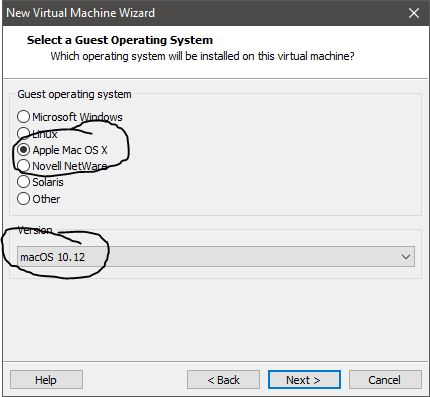 New Virtual Machine Wizard
Select a Guest Operating System
Which operating system will be installed on this virtual machine?
Guest operating system
Microsoft Windows
Linux
Apple Mac OS X
Novell NetWare
Solaris
Other
Version
macOS 10.12
Help
< Back
Next >
Cancel